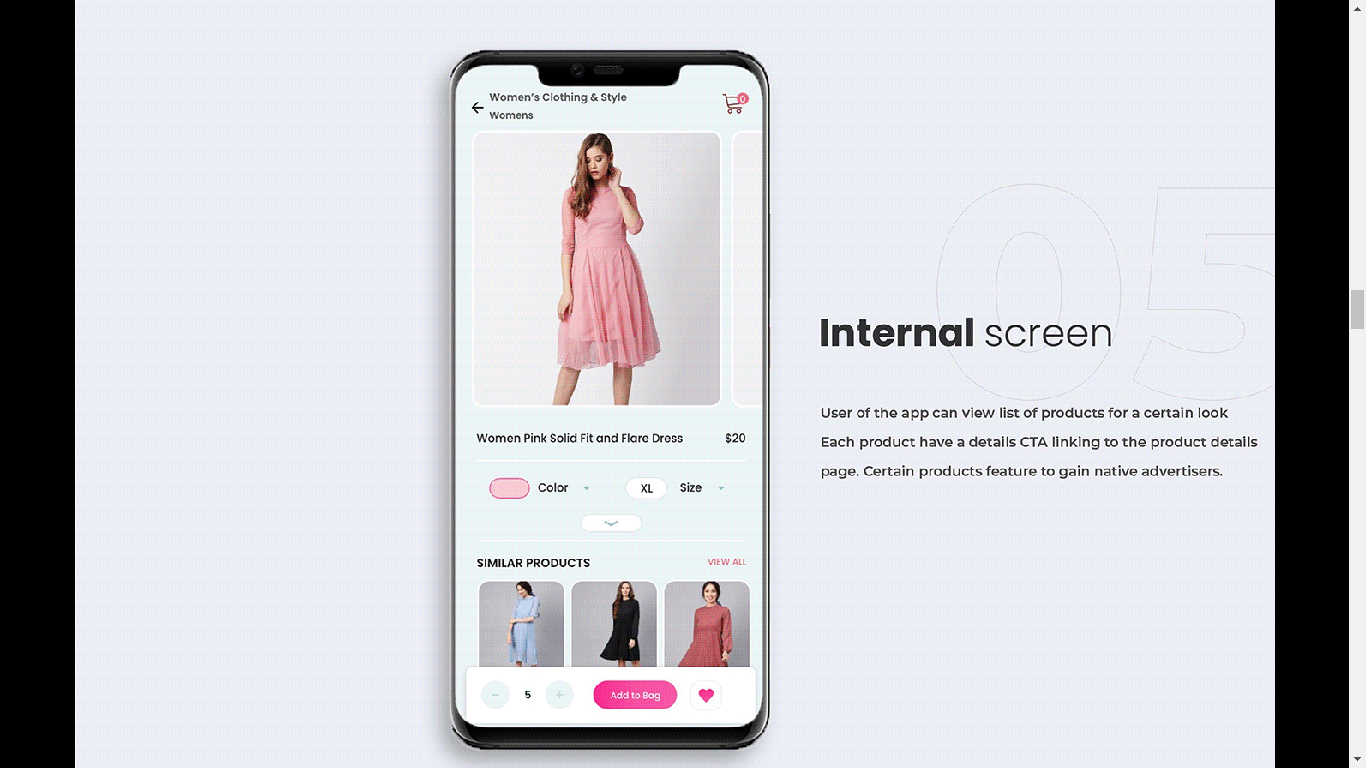 Women's Clothing & Style
Womens
0
Women Pink Solid Fit and Flare Dress $20
Color XL Size
SIMILAR PRODUCTS VIEW ALL
- 5 + Add to Bag
05
Internal screen
User of the app can view list of products for a certain look
Each product have a details CTA linking to the product details
page. Certain products feature to gain native advertisers.